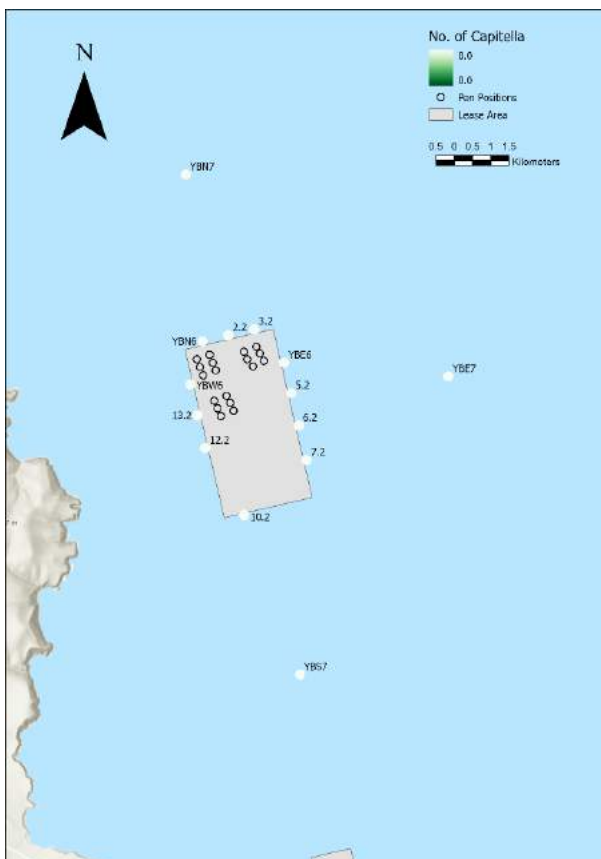 No. of Capitella
0.0
0.0
Pen Positions
Lease Area
0.5 0 0.5 1 1.5
Kilometers
N
YBN7
3.2
2.2
YBN6
YBE6
YBE7
YBW6
5.2
13.2
6.2
12.2
7.2
10.2
YBS7